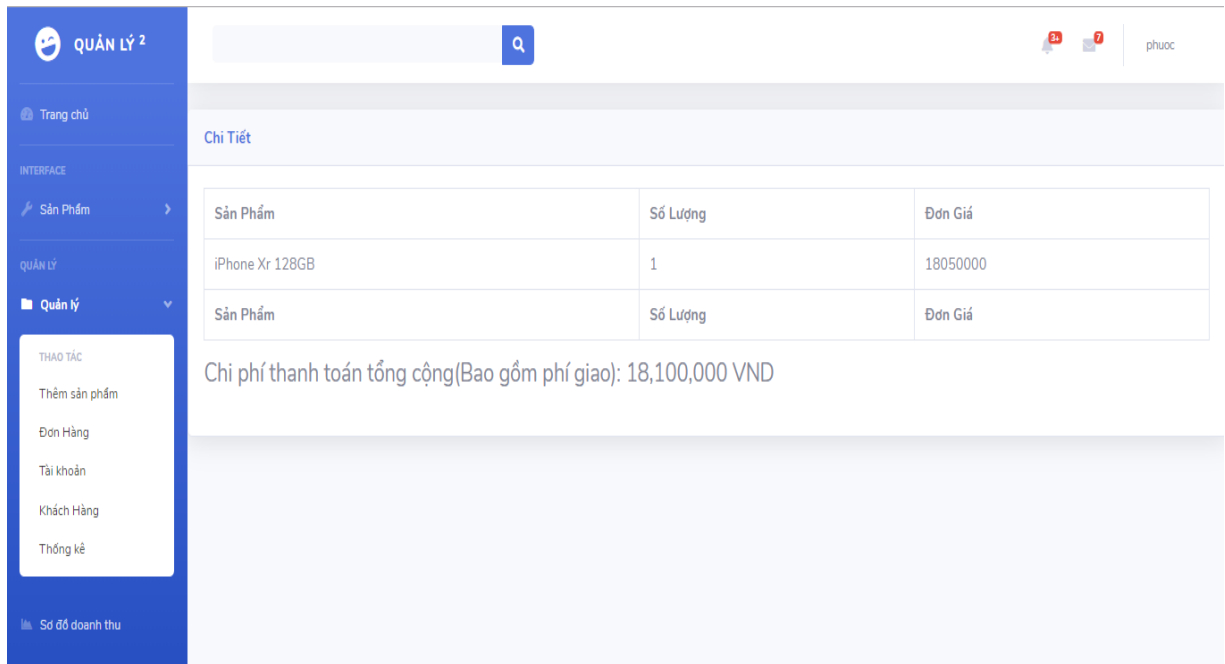 QUẢN LÝ 2
3+
7
phuoc
Trang chủ
Chi Tiết
INTERFACE
Sản Phẩm
Sản Phẩm Số Lượng Đơn Giá
iPhone Xr 128GB 1 18050000
Sản Phẩm Số Lượng Đơn Giá
Chi phí thanh toán tổng cộng(Bao gồm phí giao): 18,100,000 VND
QUẢN LÝ
Quản lý
THAO TÁC
Thêm sản phẩm
Đơn Hàng
Tài khoản
Khách Hàng
Thống kê
Sơ đồ doanh thu